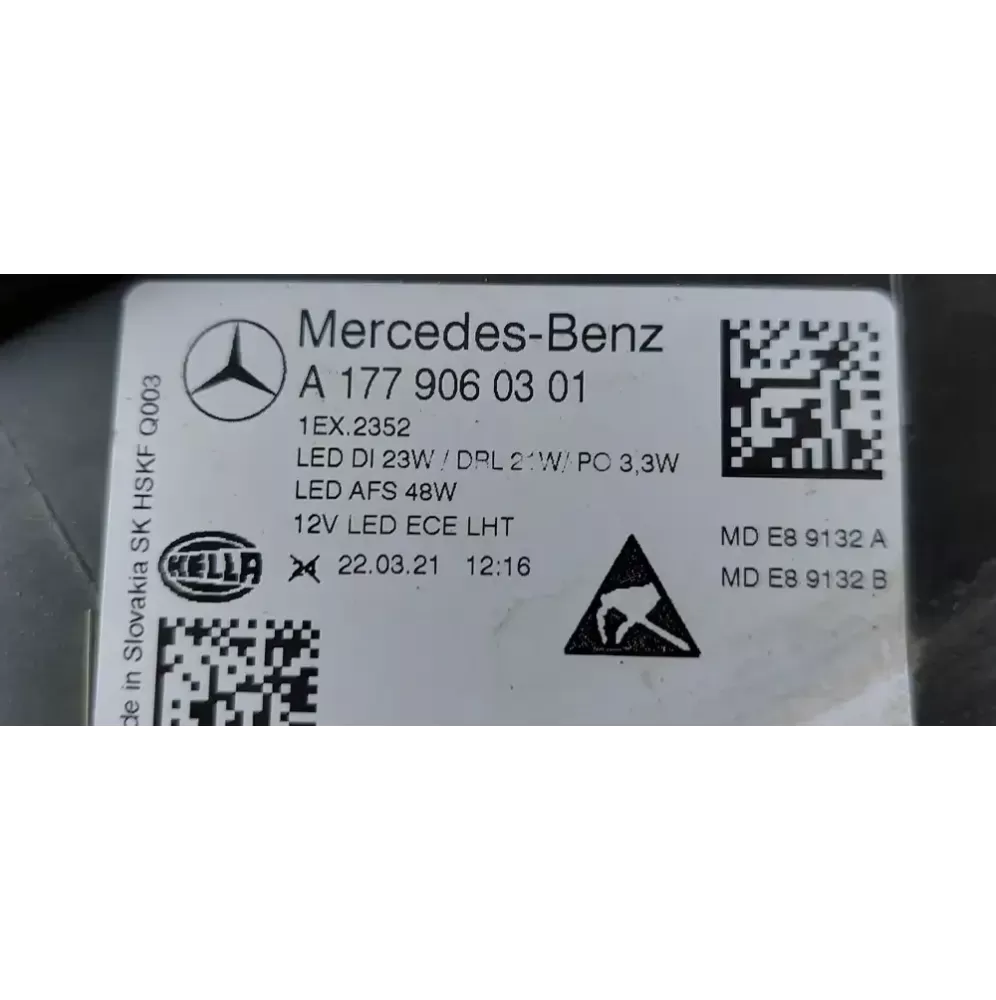 Mercedes-Benz
A 177 906 03 01
1EX.2352
LED DI 23W / DRL 21W/ PO 3,3W
LED AFS 48W
12V LED ECE LHT
HELLA
24 22.03.21 12:16
MD E8 9132 A
MD E8 9132 B
de in Slovakia SK HSKF Q003